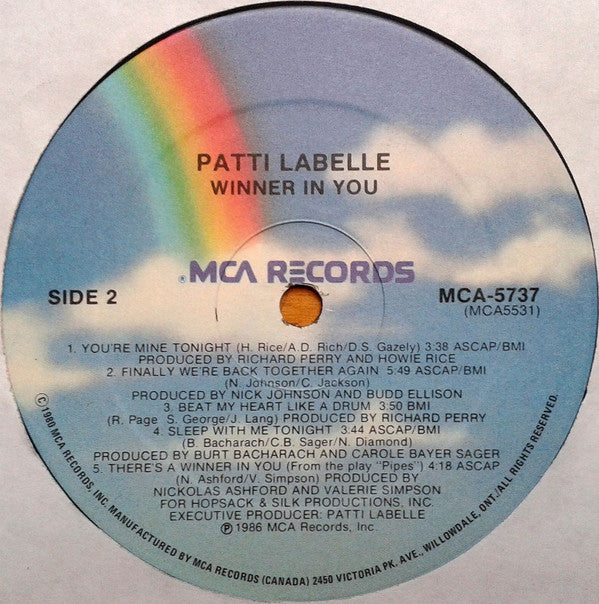 PATTI LABELLE
WINNER IN YOU
®MCA RECORDS
SIDE 2
MCA-5737
(MCA5531)
1. YOU'RE MINE TONIGHT (H. Rice/A.D. Rich/D.S. Gazely) 3:38 ASCAP/BMI
PRODUCED BY RICHARD PERRY AND HOWIE RICE
2. FINALLY WE'RE BACK TOGETHER AGAIN 5:49 ASCAP/BMI
(N. Johnson/C. Jackson)
PRODUCED BY NICK JOHNSON AND BUDD ELLISON
3. BEAT MY HEART LIKE A DRUM 3:50 BMI
(R. Page S. George/J. Lang) PRODUCED BY RICHARD PERRY
4. SLEEP WITH ME TONIGHT 3:44 ASCAP/BMI
(B. Bacharach/C.B. Sager/N. Diamond)
PRODUCED BY BURT BACHARACH AND CAROLE BAYER SAGER
5. THERE'S A WINNER IN YOU (From the play "Pipes") 4:18 ASCAP
(N. Ashford/V. Simpson) PRODUCED BY
NICKOLAS ASHFORD AND VALERIE SIMPSON
FOR HOPSACK & SILK PRODUCTIONS, INC.
EXECUTIVE PRODUCER: PATTI LABELLE
℗ 1986 MCA Records, Inc.
©1980 MCA RECORDS, INC. MANUFACTURED BY MCA RECORDS (CANADA) 2450 VICTORIA PK. AVE., WILLOWDALE, ONT./ALL RIGHTS RESERVED.